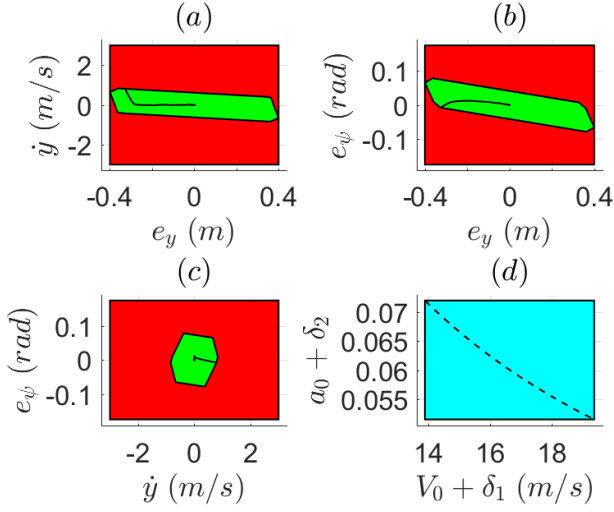 (a)
ẏ (m/s)
2
0
-2
-0.4
0
0.4
e_y (m)
(b)
e_ψ (rad)
0.1
0
-0.1
-0.4
0
0.4
e_y (m)
(c)
e_ψ (rad)
0.1
0
-0.1
-2
0
2
ẏ (m/s)
(d)
a_0 + δ_2
0.07
0.065
0.06
0.055
14
16
18
V_0 + δ_1 (m/s)